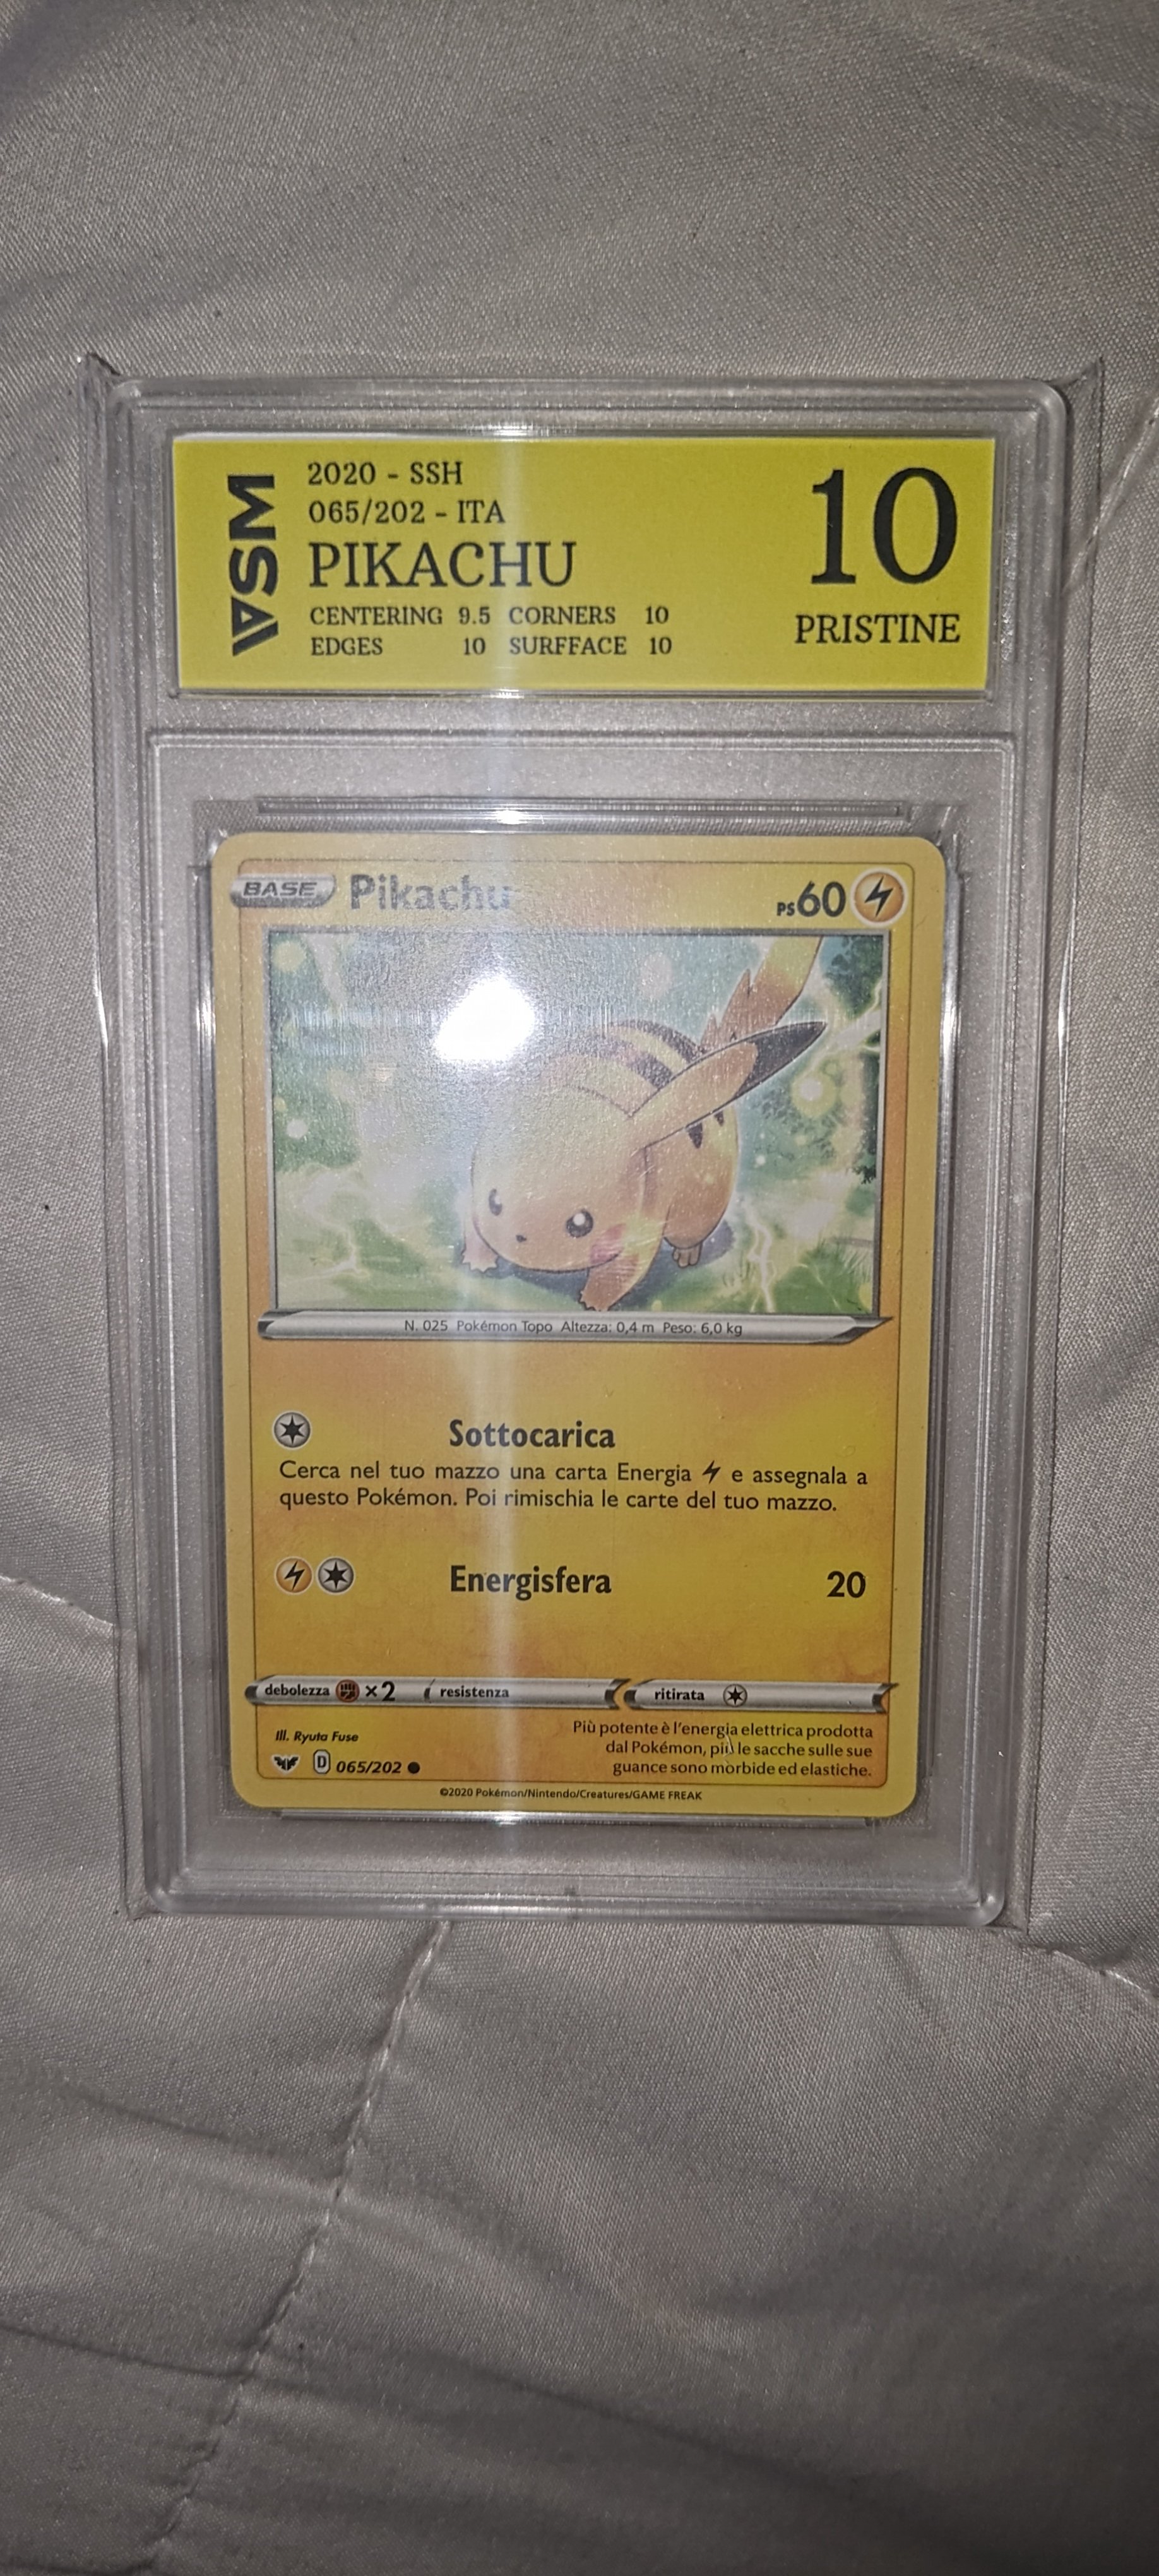 MSA
2020 - SSH
065/202 - ITA
PIKACHU
CENTERING 9.5 CORNERS 10
EDGES 10 SURFFACE 10
10
PRISTINE
BASE Pikachu PS60
N. 025 Pokémon Topo Altezza: 0,4 m Peso: 6,0 kg
Sottocarica
Cerca nel tuo mazzo una carta Energia e assegnala a
questo Pokémon. Poi rimischia le carte del tuo mazzo.
Energisfera 20
debolezza ×2 resistenza ritirata
Ill. Ryuta Fuse
D 065/202
Più potente è l'energia elettrica prodotta
dal Pokémon, più le sacche sulle sue
guance sono morbide ed elastiche.
©2020 Pokémon/Nintendo/Creatures/GAME FREAK